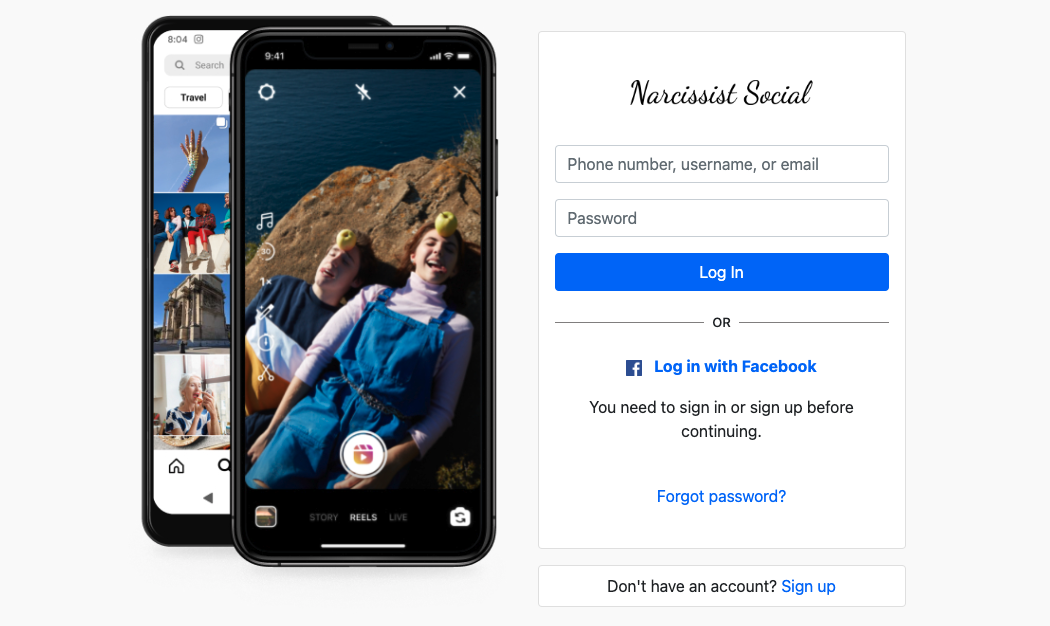 8:04
Search
Travel
9:41
30
1x
STORY REELS LIVE
Narcissist Social
Phone number, username, or email
Password
Log In
OR
Log in with Facebook
You need to sign in or sign up before
continuing.
Forgot password?
Don't have an account? Sign up